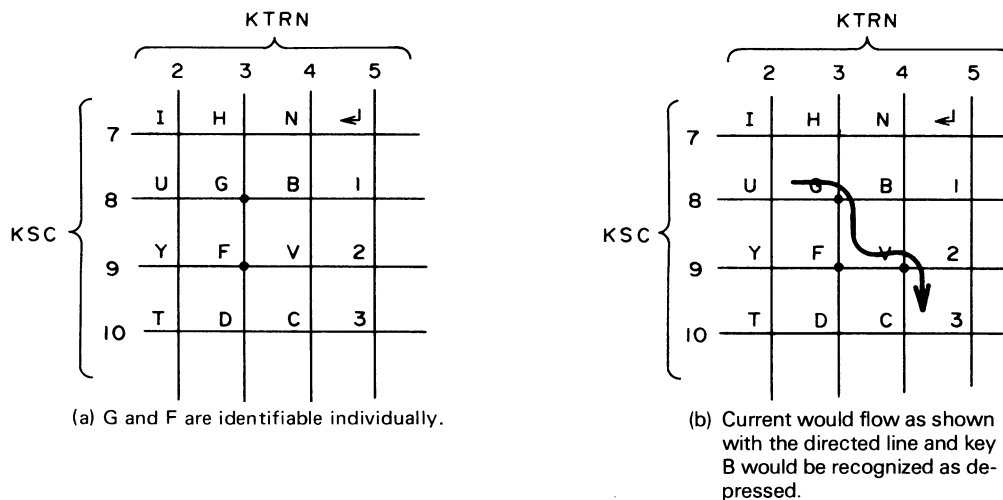 KTRN
2 3 4 5
KSC
7 I H N ↵
8 U G B 1
9 Y F V 2
10 T D C 3
(a) G and F are identifiable individually.
KTRN
2 3 4 5
KSC
7 I H N ↵
8 U G B 1
9 Y F V 2
10 T D C 3
(b) Current would flow as shown
with the directed line and key
B would be recognized as de-
pressed.